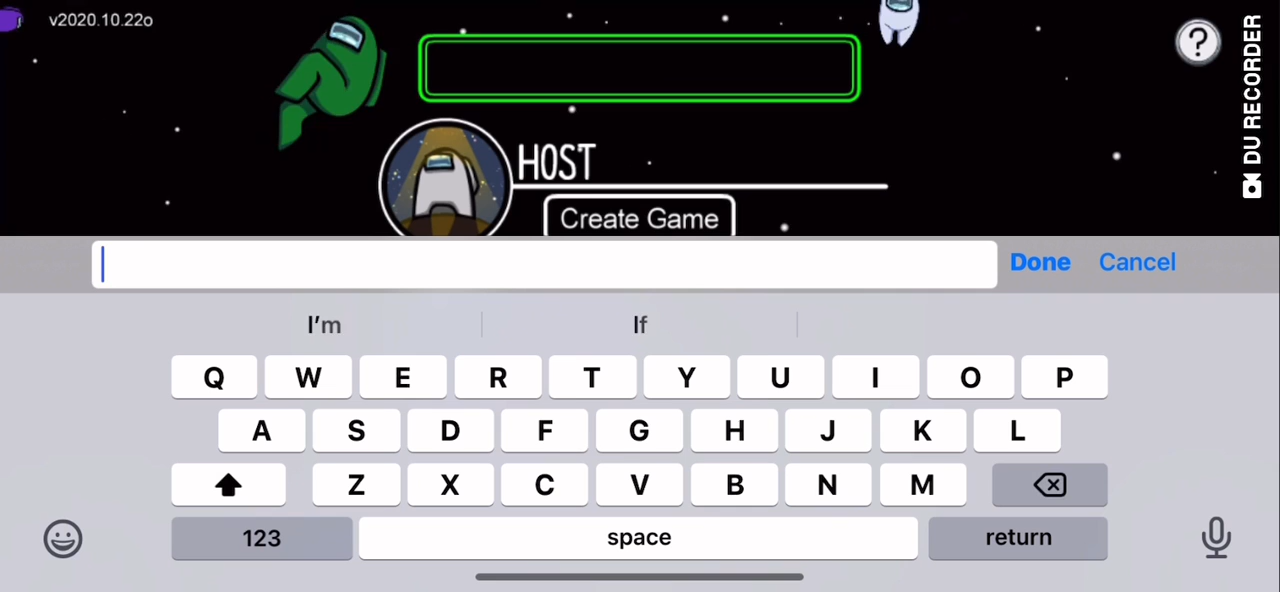 v2020.10.22o
?
DU RECORDER
HOST
Create Game
Done Cancel
I'm If
Q W E R T Y U I O P
A S D F G H J K L
Z X C V B N M
123 space return